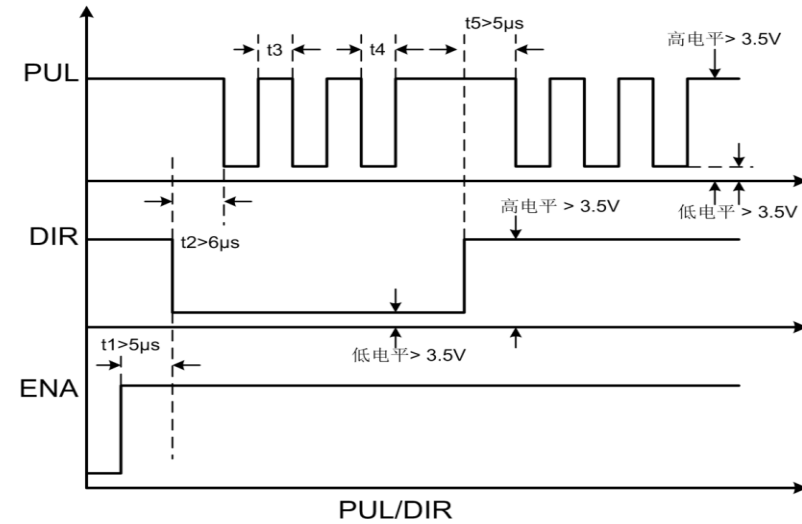 t5>5μs
t3
t4
高电平> 3.5V
PUL
低电平 > 3.5V
高电平 > 3.5V
DIR
t2>6μs
t1>5μs
低电平> 3.5V
ENA
PUL/DIR